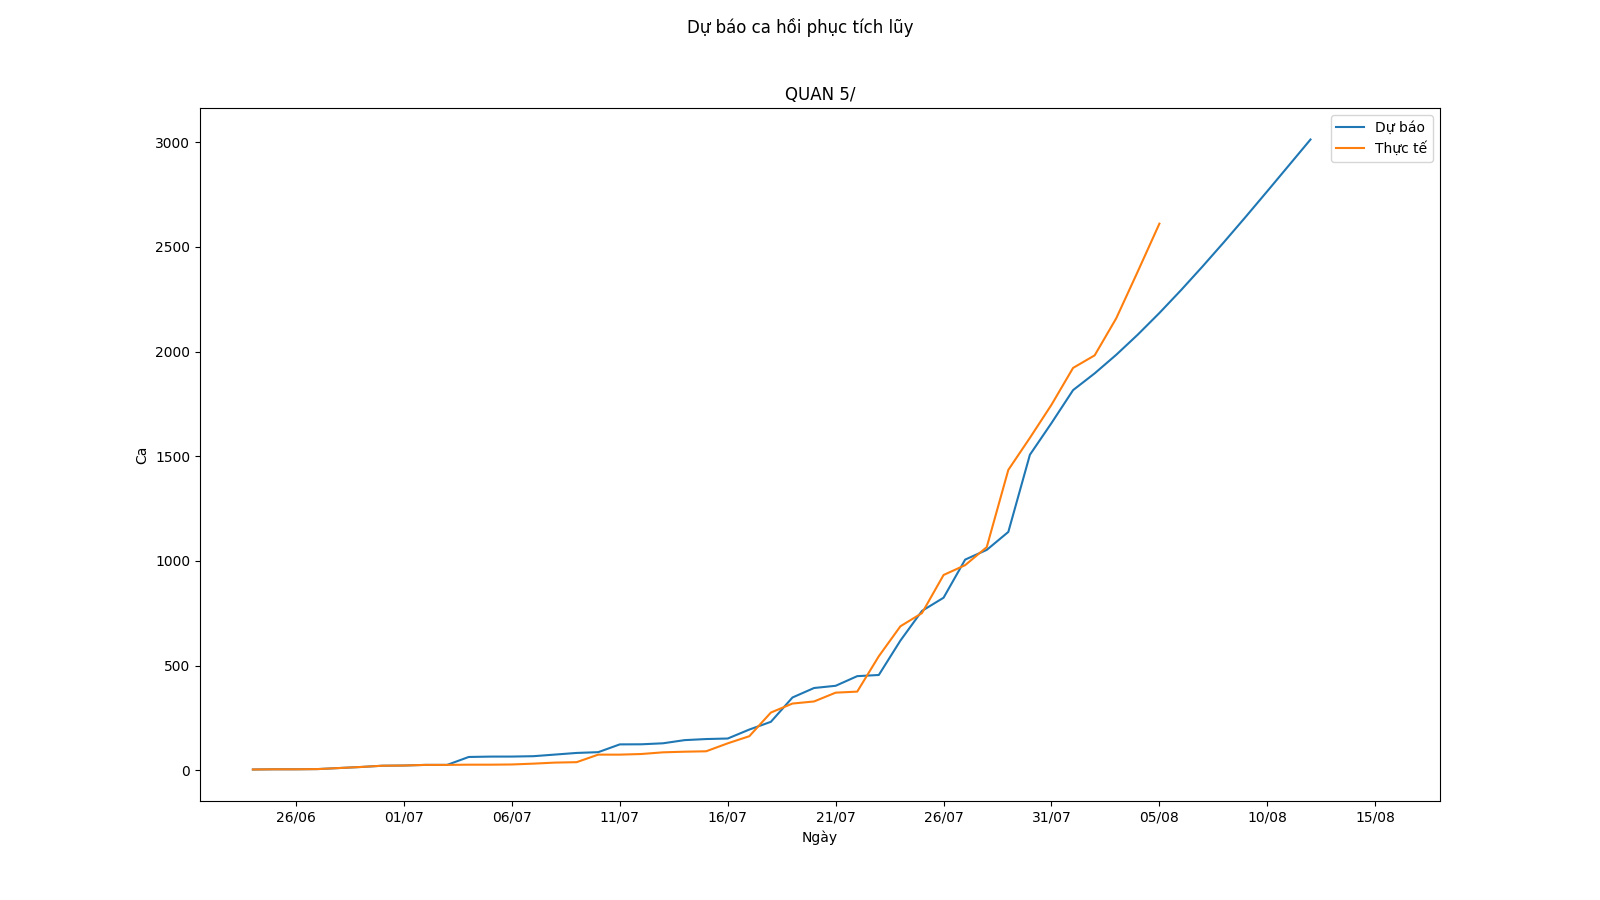 Dự báo ca hồi phục tích lũy
QUAN 5/
Dự báo
Thực tế
3000
2500
2000
1500
1000
500
0
Ca
26/06 01/07 06/07 11/07 16/07 21/07 26/07 31/07 05/08 10/08 15/08
Ngày